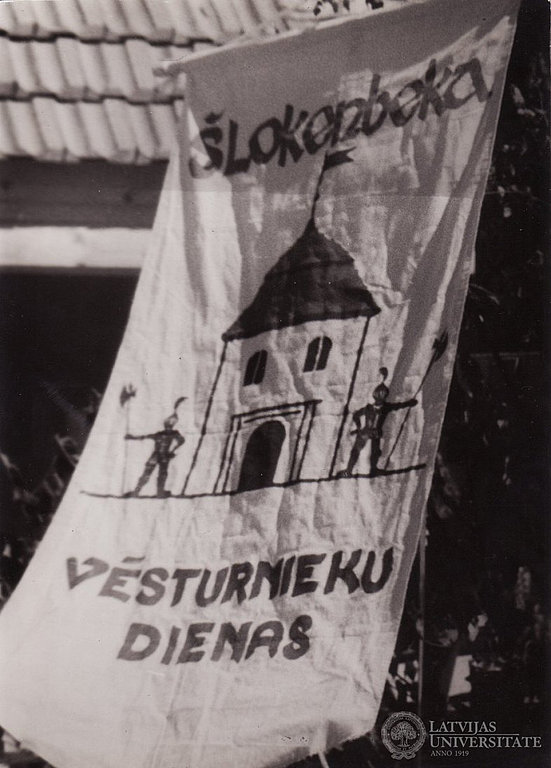 ŠLOKENBEKA
VĒSTURNIEKU
DIENAS
LATVIJAS
UNIVERSITĀTE
ANNO 1919